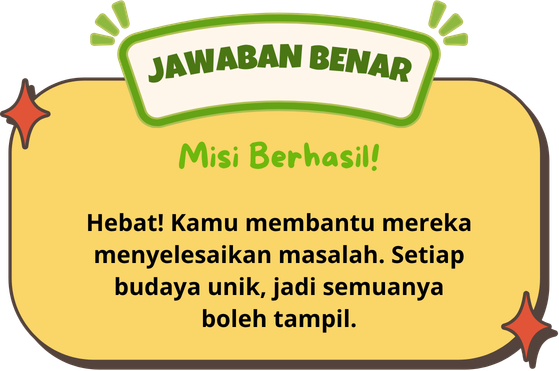 JAWABAN BENAR
Misi Berhasil!
Hebat! Kamu membantu mereka
menyelesaikan masalah. Setiap
budaya unik, jadi semuanya
boleh tampil.